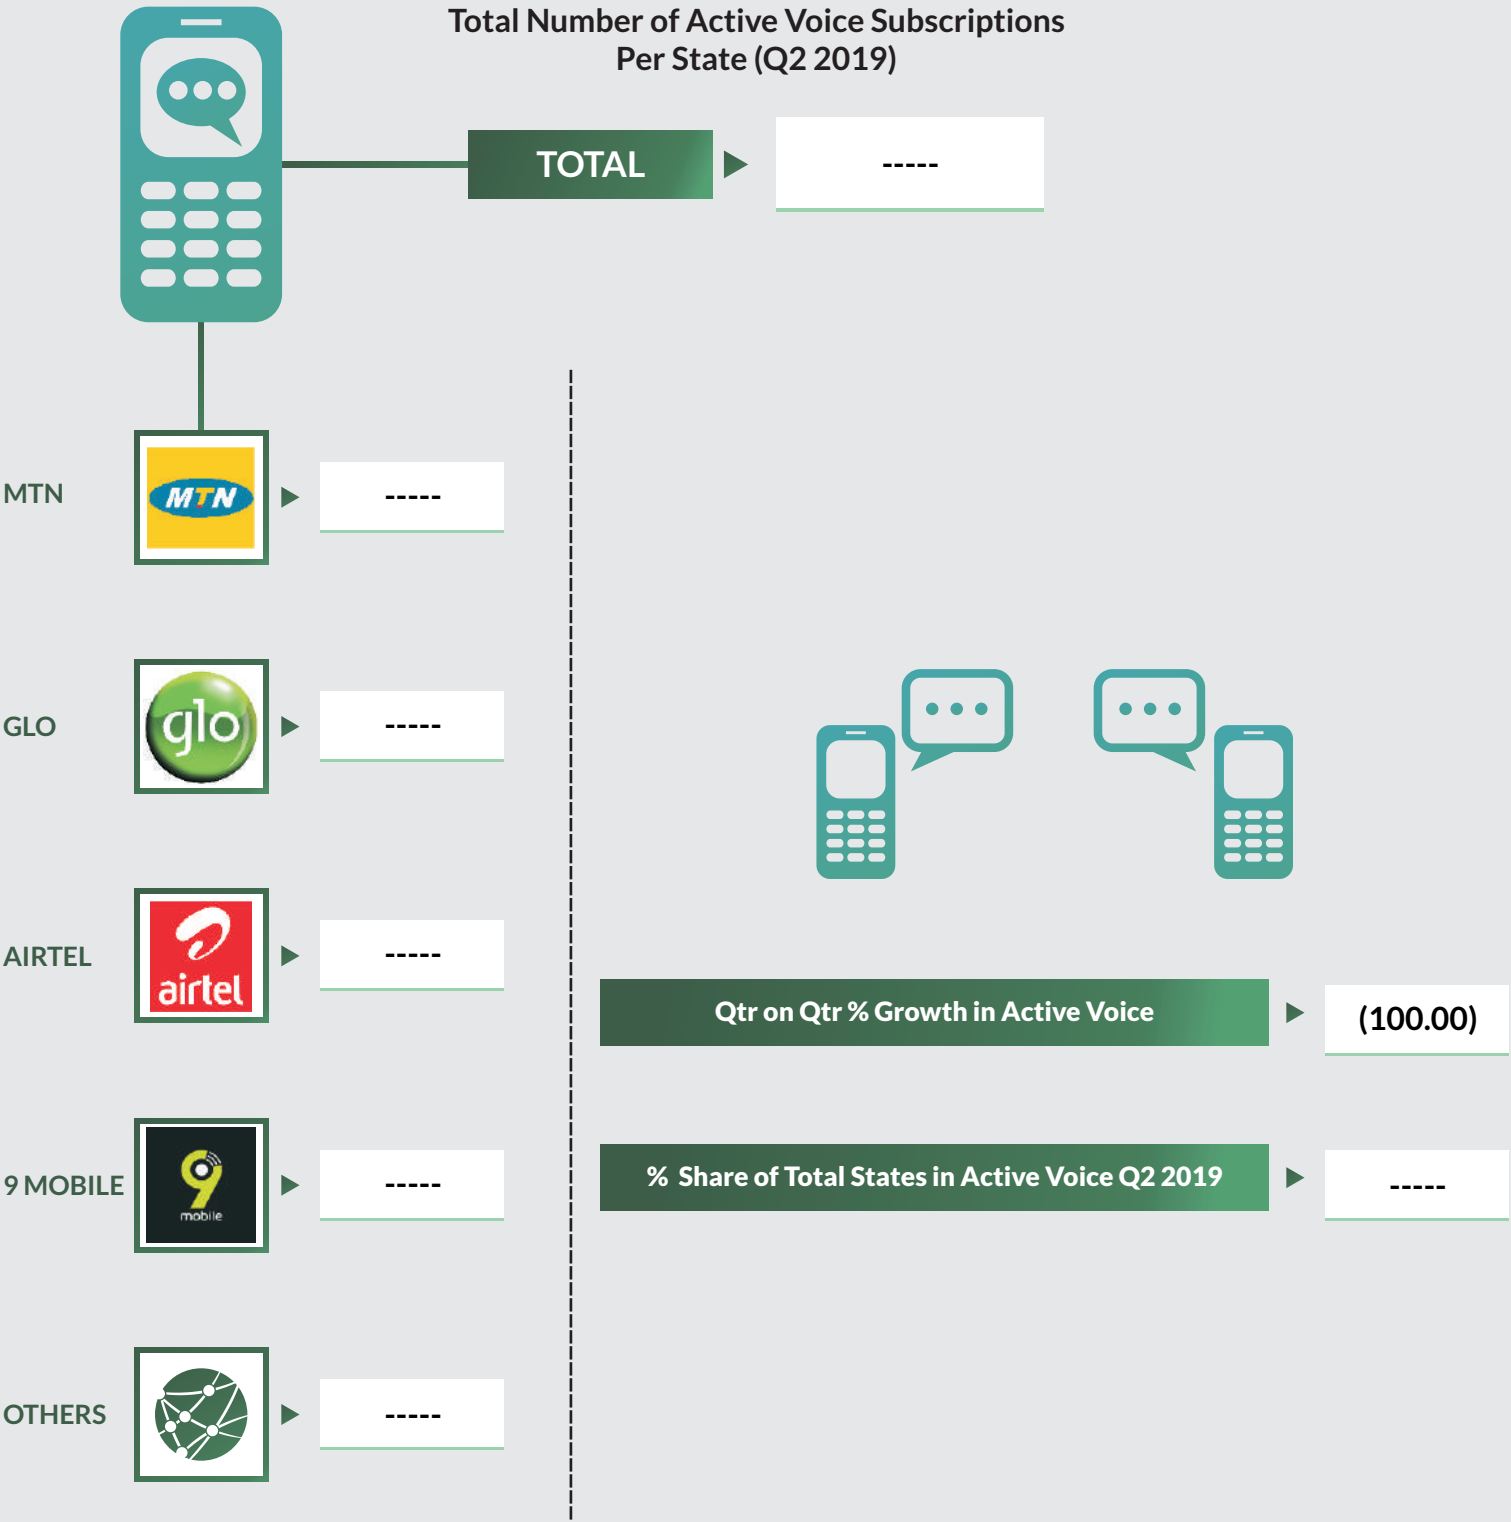 Total Number of Active Voice Subscriptions
Per State (Q2 2019)
TOTAL
-----
MTN
MTN
-----
GLO
glo
-----
AIRTEL
airtel
-----
9 MOBILE
9
mobile
-----
OTHERS
-----
Qtr on Qtr % Growth in Active Voice
(100.00)
% Share of Total States in Active Voice Q2 2019
-----